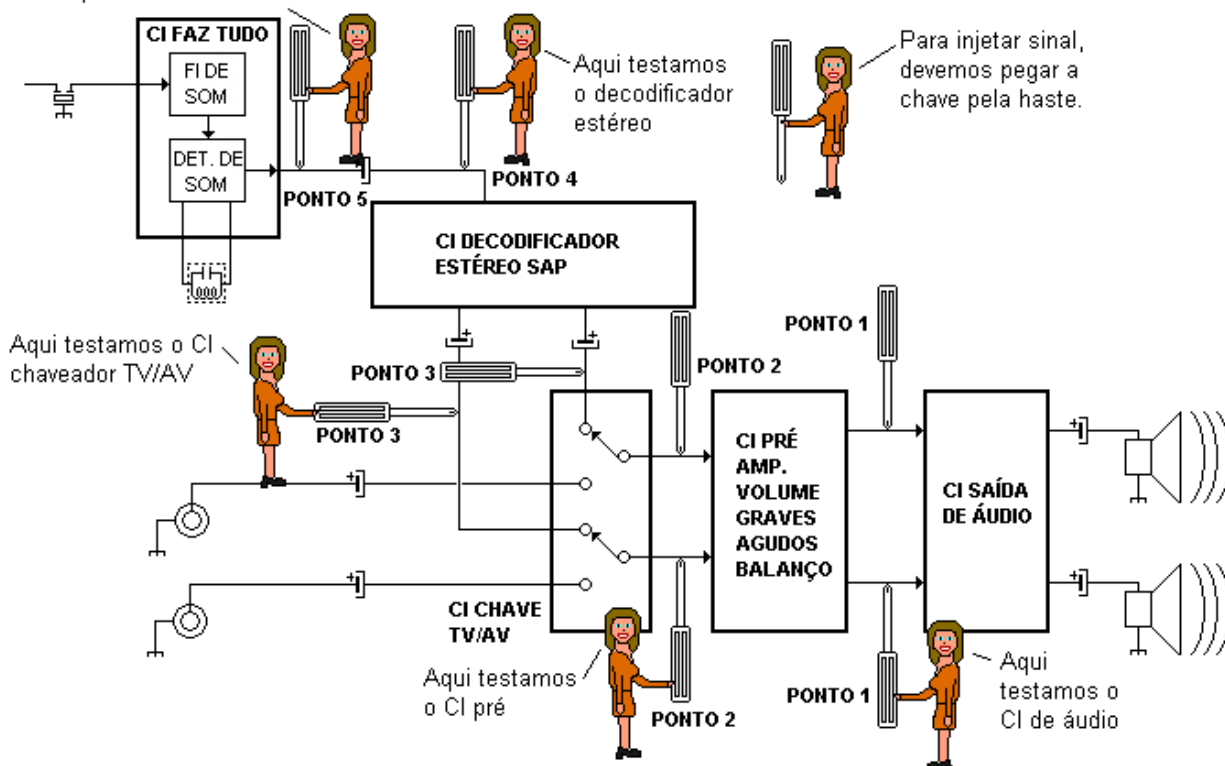 CI FAZ TUDO
FI DE
SOM
DET. DE
SOM
PONTO 5
Aqui testamos
o decodificador
estéreo
PONTO 4
Para injetar sinal,
devemos pegar a
chave pela haste.
CI DECODIFICADOR
ESTÉREO SAP
Aqui testamos o CI
chaveador TV/AV
PONTO 3
PONTO 3
PONTO 2
PONTO 1
CI PRÉ
AMP.
VOLUME
GRAVES
AGUDOS
BALANÇO
CI SAÍDA
DE ÁUDIO
CI CHAVE
TV/AV
Aqui testamos
o CI pré
PONTO 2
PONTO 1
Aqui
testamos o
CI de áudio